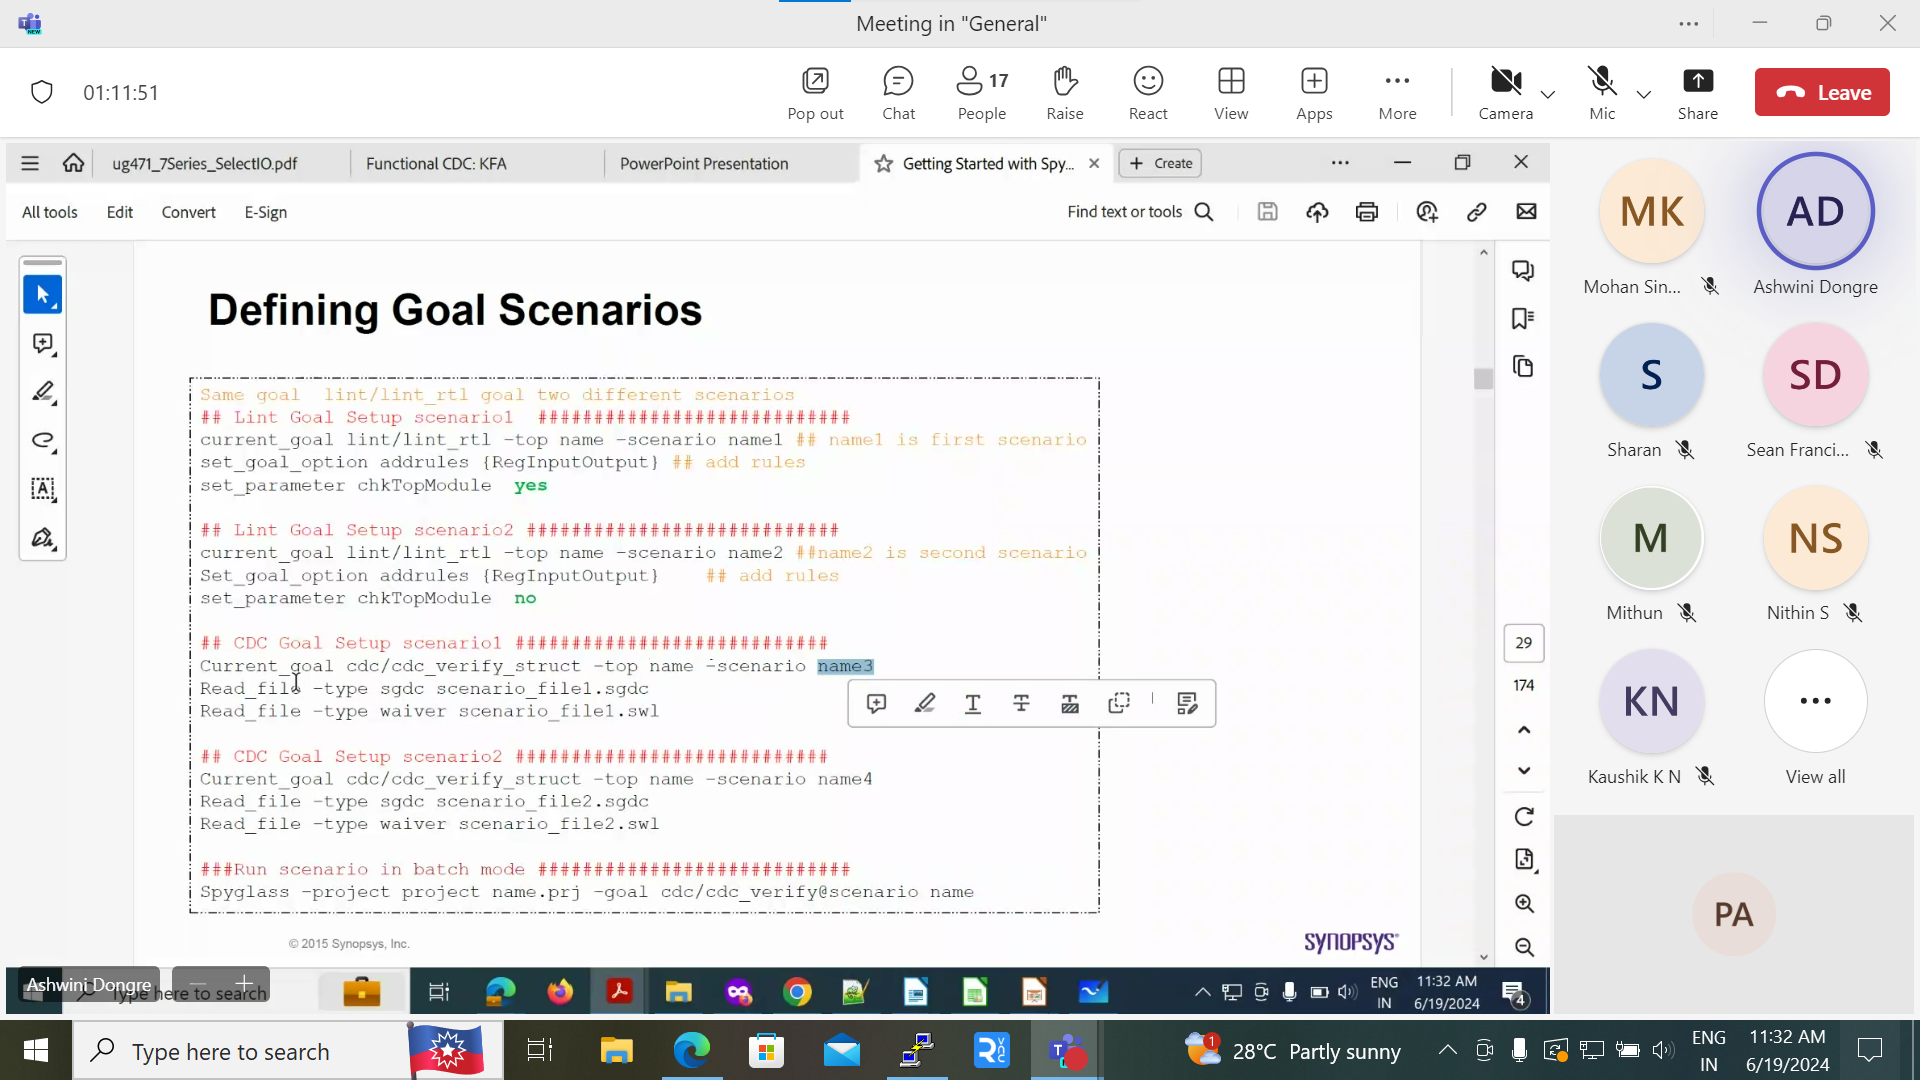 Meeting in "General"
01:11:51
Pop out
Chat
17
People
Raise
React
View
Apps
More
Camera
Mic
Share
Leave
ug471_7Series_SelectIO.pdf
Functional CDC: KFA
PowerPoint Presentation
Getting Started with Spy...
Create
All tools
Edit
Convert
E-Sign
Find text or tools
Defining Goal Scenarios
Same goal lint/lint_rtl goal two different scenarios
## Lint Goal Setup scenario1 ############################
current_goal lint/lint_rtl -top name -scenario name1 ## name1 is first scenario
set_goal_option addrules {RegInputOutput} ## add rules
set_parameter chkTopModule yes
## Lint Goal Setup scenario2 ############################
current_goal lint/lint_rtl -top name -scenario name2 ##name2 is second scenario
Set_goal_option addrules {RegInputOutput} ## add rules
set_parameter chkTopModule no
## CDC Goal Setup scenario1 ############################
Current_goal cdc/cdc_verify_struct -top name -scenario name3
Read_file -type sgdc scenario_file1.sgdc
Read_file -type waiver scenario_file1.swl
## CDC Goal Setup scenario2 ############################
Current_goal cdc/cdc_verify_struct -top name -scenario name4
Read_file -type sgdc scenario_file2.sgdc
Read_file -type waiver scenario_file2.swl
###Run scenario in batch mode ############################
Spyglass -project project name.prj -goal cdc/cdc_verify@scenario name
© 2015 Synopsys, Inc.
SYNOPSYS®
29
174
MK
Mohan Sin...
AD
Ashwini Dongre
S
Sharan
SD
Sean Franci...
M
Mithun
NS
Nithin S
KN
Kaushik K N
View all
PA
Ashwini Dongre
Type here to search
ENG
IN
11:32 AM
6/19/2024
4
Type here to search
1
28°C Partly sunny
ENG
IN
11:32 AM
6/19/2024